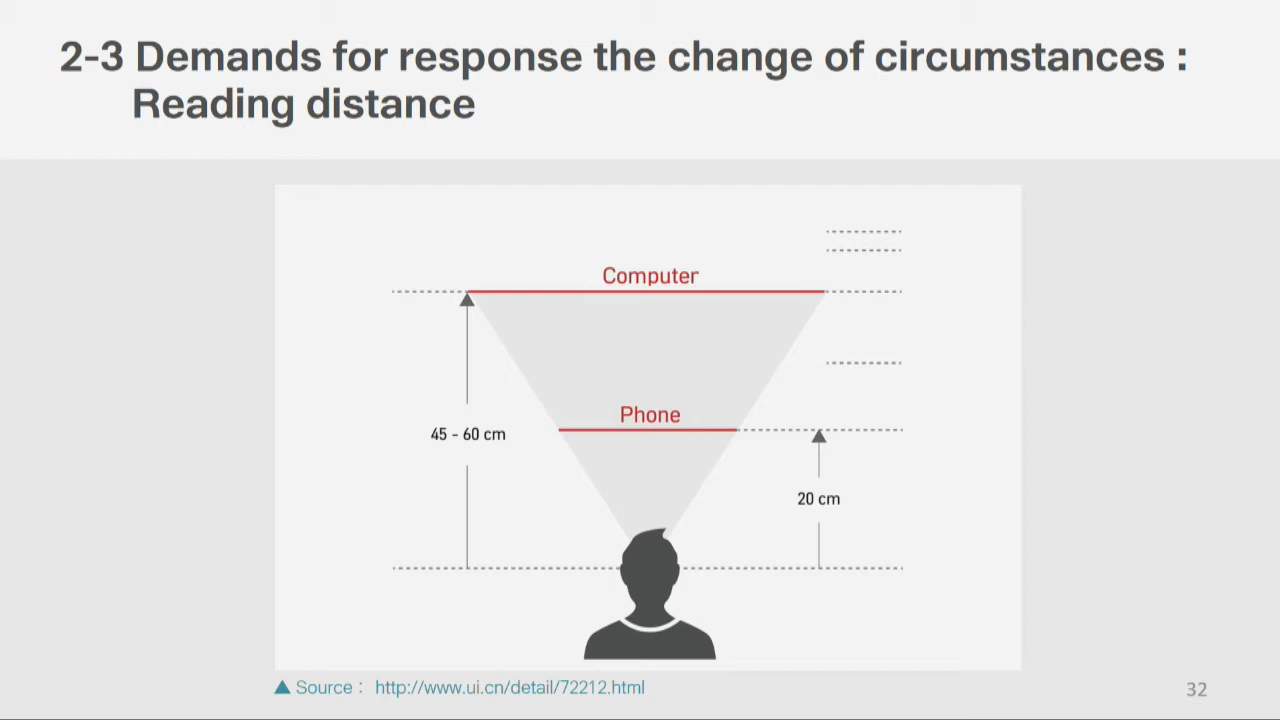 2-3 Demands for response the change of circumstances :
Reading distance
Computer
Phone
45 - 60 cm
20 cm
▲ Source : http://www.ui.cn/detail/72212.html
32